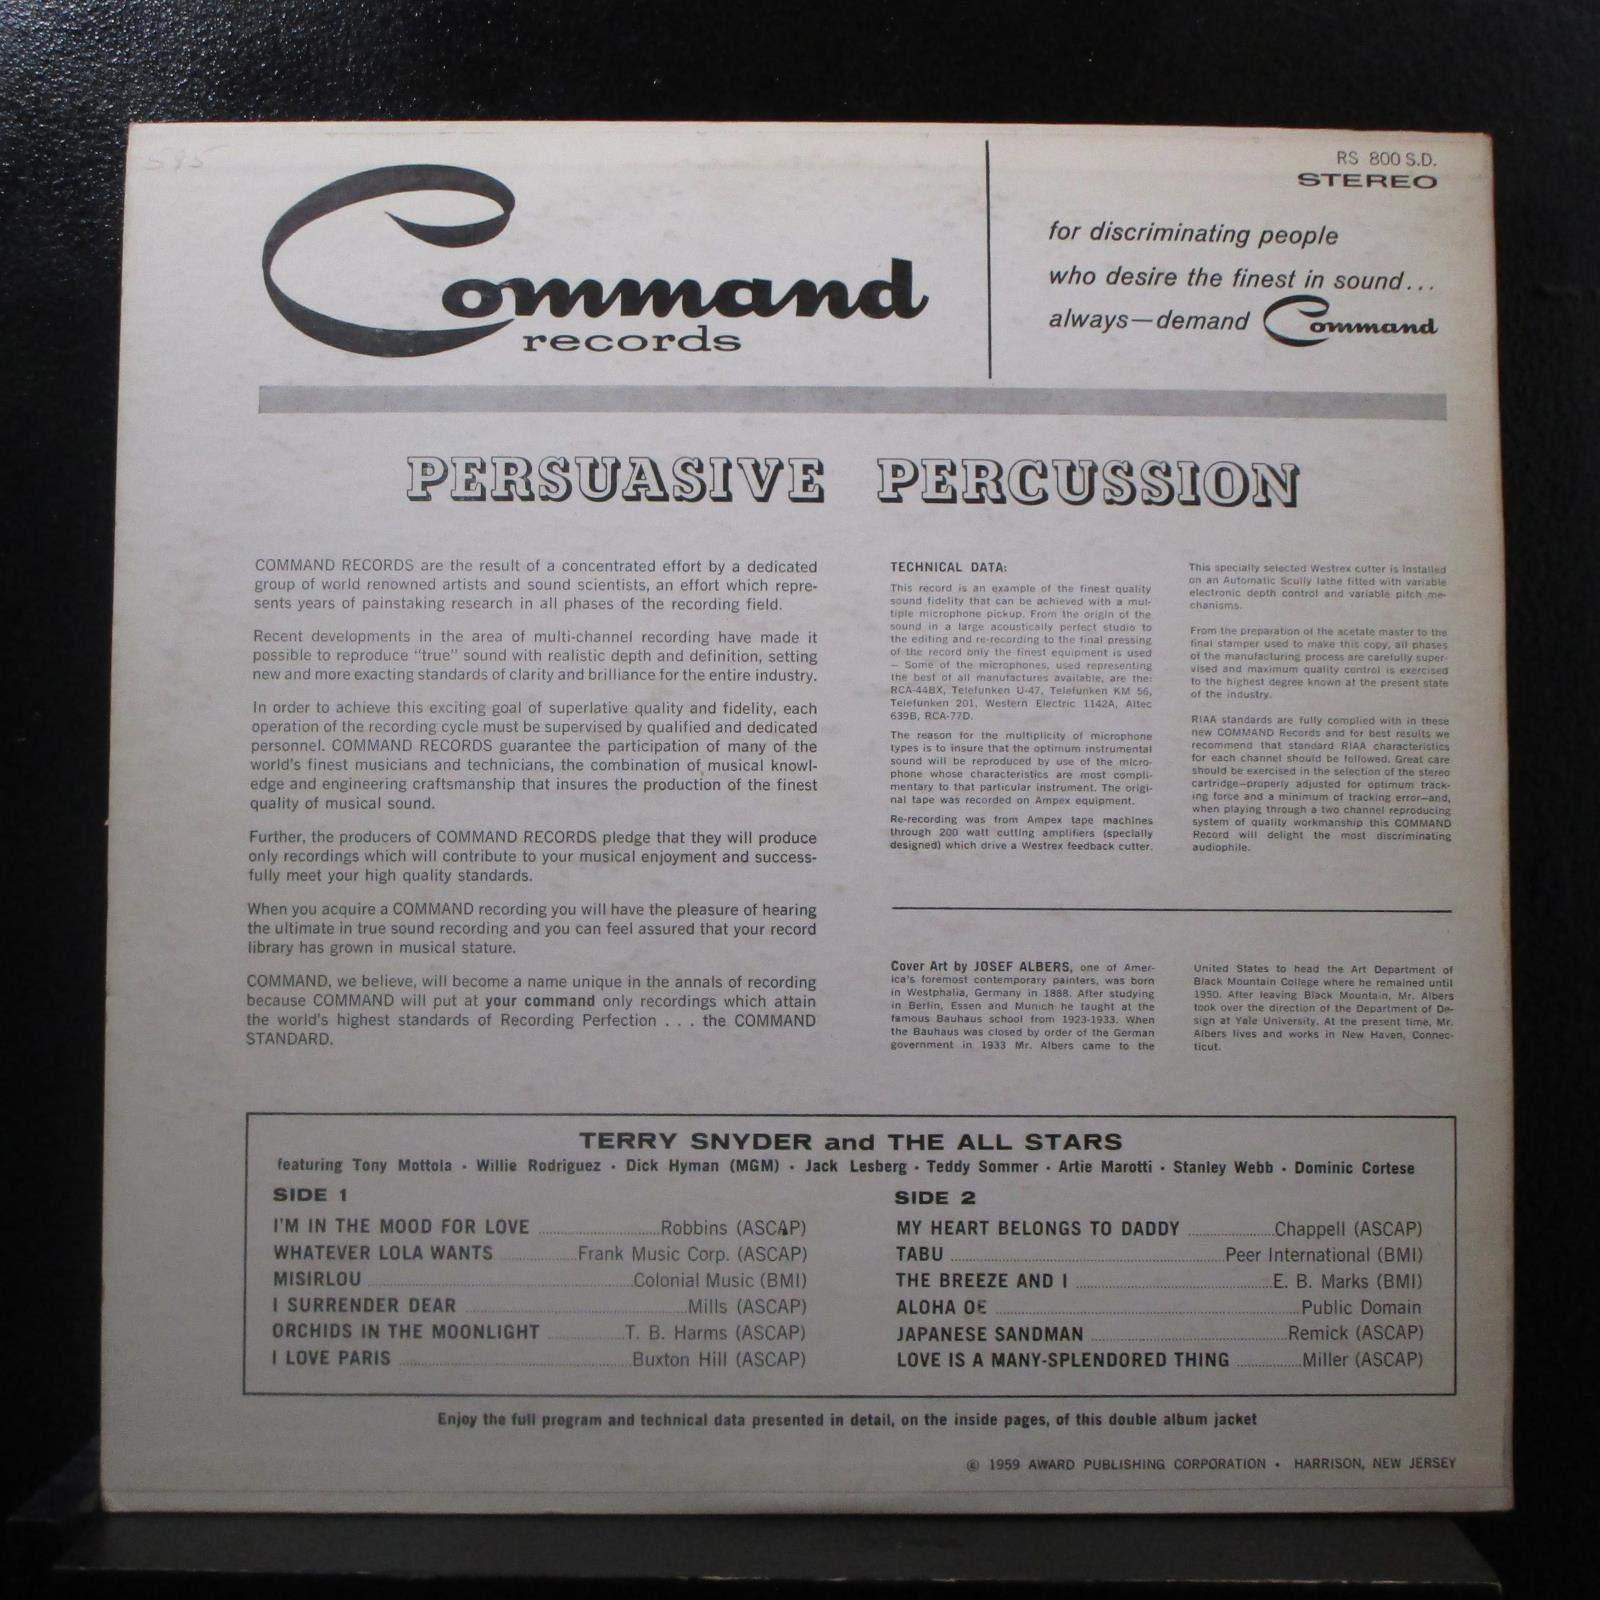 595
RS 800 S.D.
STEREO
Command
records
for discriminating people
who desire the finest in sound...
always—demand Command
PERSUASIVE PERCUSSION
COMMAND RECORDS are the result of a concentrated effort by a dedicated
group of world renowned artists and sound scientists, an effort which repre-
sents years of painstaking research in all phases of the recording field.
Recent developments in the area of multi-channel recording have made it
possible to reproduce "true" sound with realistic depth and definition, setting
new and more exacting standards of clarity and brilliance for the entire industry.
In order to achieve this exciting goal of superlative quality and fidelity, each
operation of the recording cycle must be supervised by qualified and dedicated
personnel. COMMAND RECORDS guarantee the participation of many of the
world's finest musicians and technicians, the combination of musical knowl-
edge and engineering craftsmanship that insures the production of the finest
quality of musical sound.
Further, the producers of COMMAND RECORDS pledge that they will produce
only recordings which will contribute to your musical enjoyment and success-
fully meet your high quality standards.
When you acquire a COMMAND recording you will have the pleasure of hearing
the ultimate in true sound recording and you can feel assured that your record
library has grown in musical stature.
COMMAND, we believe, will become a name unique in the annals of recording
because COMMAND will put at your command only recordings which attain
the world's highest standards of Recording Perfection . . . the COMMAND
STANDARD.
TECHNICAL DATA:
This record is an example of the finest quality
sound fidelity that can be achieved with a mul-
tiple microphone pickup. From the origin of the
sound in a large acoustically perfect studio to
the editing and re-recording to the final pressing
of the record only the finest equipment is used
— Some of the microphones, used representing
the best of all manufactures available, are the:
RCA-44BX, Telefunken U-47, Telefunken KM 56,
Telefunken 201, Western Electric 1142A, Altec
639B, RCA-77D.
The reason for the multiplicity of microphone
types is to insure that the optimum instrumental
sound will be reproduced by use of the micro-
phone whose characteristics are most compli-
mentary to that particular instrument. The origi-
nal tape was recorded on Ampex equipment.
Re-recording was from Ampex tape machines
through 200 watt cutting amplifiers (specially
designed) which drive a Westrex feedback cutter.
This specially selected Westrex cutter is installed
on an Automatic Scully lathe fitted with variable
electronic depth control and variable pitch me-
chanisms.
From the preparation of the acetate master to the
final stamper used to make this copy, all phases
of the manufacturing process are carefully super-
vised and maximum quality control is exercised
to the highest degree known at the present state
of the industry.
RIAA standards are fully complied with in these
new COMMAND Records and for best results we
recommend that standard RIAA characteristics
for each channel should be followed. Great care
should be exercised in the selection of the stereo
cartridge—properly adjusted for optimum track-
ing force and a minimum of tracking error—and,
when playing through a two channel reproducing
system of quality workmanship this COMMAND
Record will delight the most discriminating
audiophile.
Cover Art by JOSEF ALBERS, one of Amer-
ica's foremost contemporary painters, was born
in Westphalia, Germany in 1888. After studying
in Berlin, Essen and Munich he taught at the
famous Bauhaus school from 1923-1933. When
the Bauhaus was closed by order of the German
government in 1933 Mr. Albers came to the
United States to head the Art Department of
Black Mountain College where he remained until
1950. After leaving Black Mountain, Mr. Albers
took over the direction of the Department of De-
sign at Yale University. At the present time, Mr.
Albers lives and works in New Haven, Connec-
ticut.
TERRY SNYDER and THE ALL STARS
featuring Tony Mottola • Willie Rodriguez • Dick Hyman (MGM) • Jack Lesberg • Teddy Sommer • Artie Marotti • Stanley Webb • Dominic Cortese
SIDE 1
I'M IN THE MOOD FOR LOVE ........ Robbins (ASCAP)
WHATEVER LOLA WANTS ........ Frank Music Corp. (ASCAP)
MISIRLOU ........ Colonial Music (BMI)
I SURRENDER DEAR ........ Mills (ASCAP)
ORCHIDS IN THE MOONLIGHT ........ T. B. Harms (ASCAP)
I LOVE PARIS ........ Buxton Hill (ASCAP)
SIDE 2
MY HEART BELONGS TO DADDY ........ Chappell (ASCAP)
TABU ........ Peer International (BMI)
THE BREEZE AND I ........ E. B. Marks (BMI)
ALOHA OE ........ Public Domain
JAPANESE SANDMAN ........ Remick (ASCAP)
LOVE IS A MANY-SPLENDORED THING ........ Miller (ASCAP)
Enjoy the full program and technical data presented in detail, on the inside pages, of this double album jacket
© 1959 AWARD PUBLISHING CORPORATION • HARRISON, NEW JERSEY